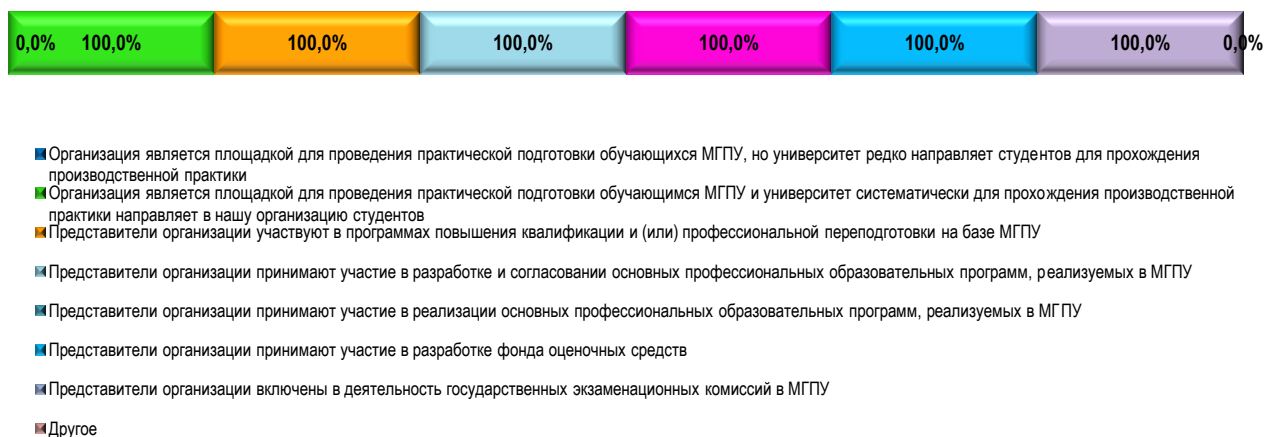 0,0% 100,0% 100,0% 100,0% 100,0% 100,0% 100,0% 0,0%
Организация является площадкой для проведения практической подготовки обучающихся МГПУ, но университет редко направляет студентов для прохождения
производственной практики
Организация является площадкой для проведения практической подготовки обучающимся МГПУ и университет систематически для прохождения производственной
практики направляет в нашу организацию студентов
Представители организации участвуют в программах повышения квалификации и (или) профессиональной переподготовки на базе МГПУ
Представители организации принимают участие в разработке и согласовании основных профессиональных образовательных программ, реализуемых в МГПУ
Представители организации принимают участие в реализации основных профессиональных образовательных программ, реализуемых в МГПУ
Представители организации принимают участие в разработке фонда оценочных средств
Представители организации включены в деятельность государственных экзаменационных комиссий в МГПУ
Другое